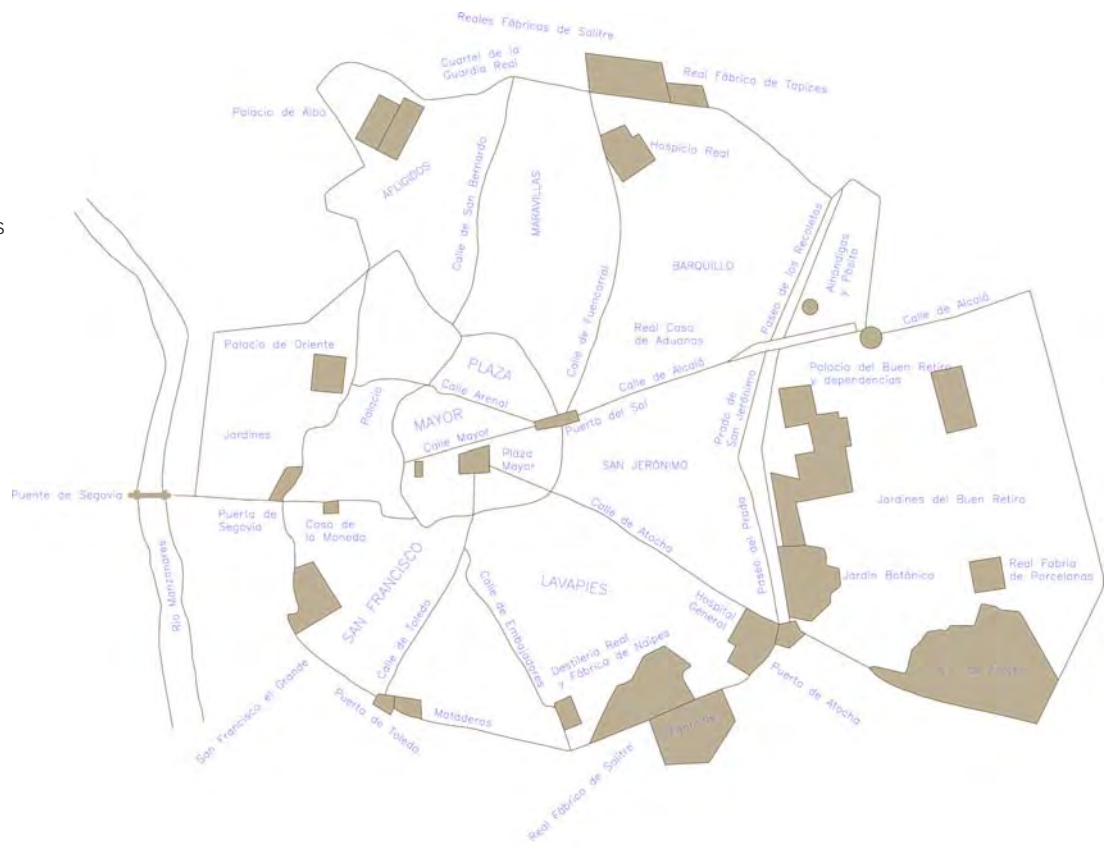 Reales Fábricas de Salitre
Cuartel de la
Guardia Real
Real Fábrica de Tapices
Palacio de Alba
Hospicio Real
AFLIGIDOS
Calle de San Bernardo
MARAVILLAS
S
Calle de Fuencarral
BARQUILLO
Paseo de los Recoletos
Alhóndigas
y Pósito
Real Casa
de Aduanas
Calle de Alcalá
Palacio de Oriente
PLAZA
Calle de Alcalá
Palacio del Buen Retiro
y dependencias
Palacio
Calle Arenal
Puerta del Sol
Prado de
San Jerónimo
MAYOR
Jardines
Calle Mayor
Plaza
Mayor
SAN JERÓNIMO
Puente de Segovia
Jardines del Buen Retiro
Puerta de
Segovia
Casa de
la Moneda
Calle de Atocha
Paseo del Prado
Río Manzanares
SAN FRANCISCO
LAVAPIES
Jardín Botánico
Real Fabria
de Porcelanas
Calle de Toledo
Calle de Embajadores
Hospital
General
Destilería Real
y Fábrica de Naipes
San Francisco el Grande
Puerta de Toledo
Mataderos
Puerta de Atocha
Real Fábrica de Salitre